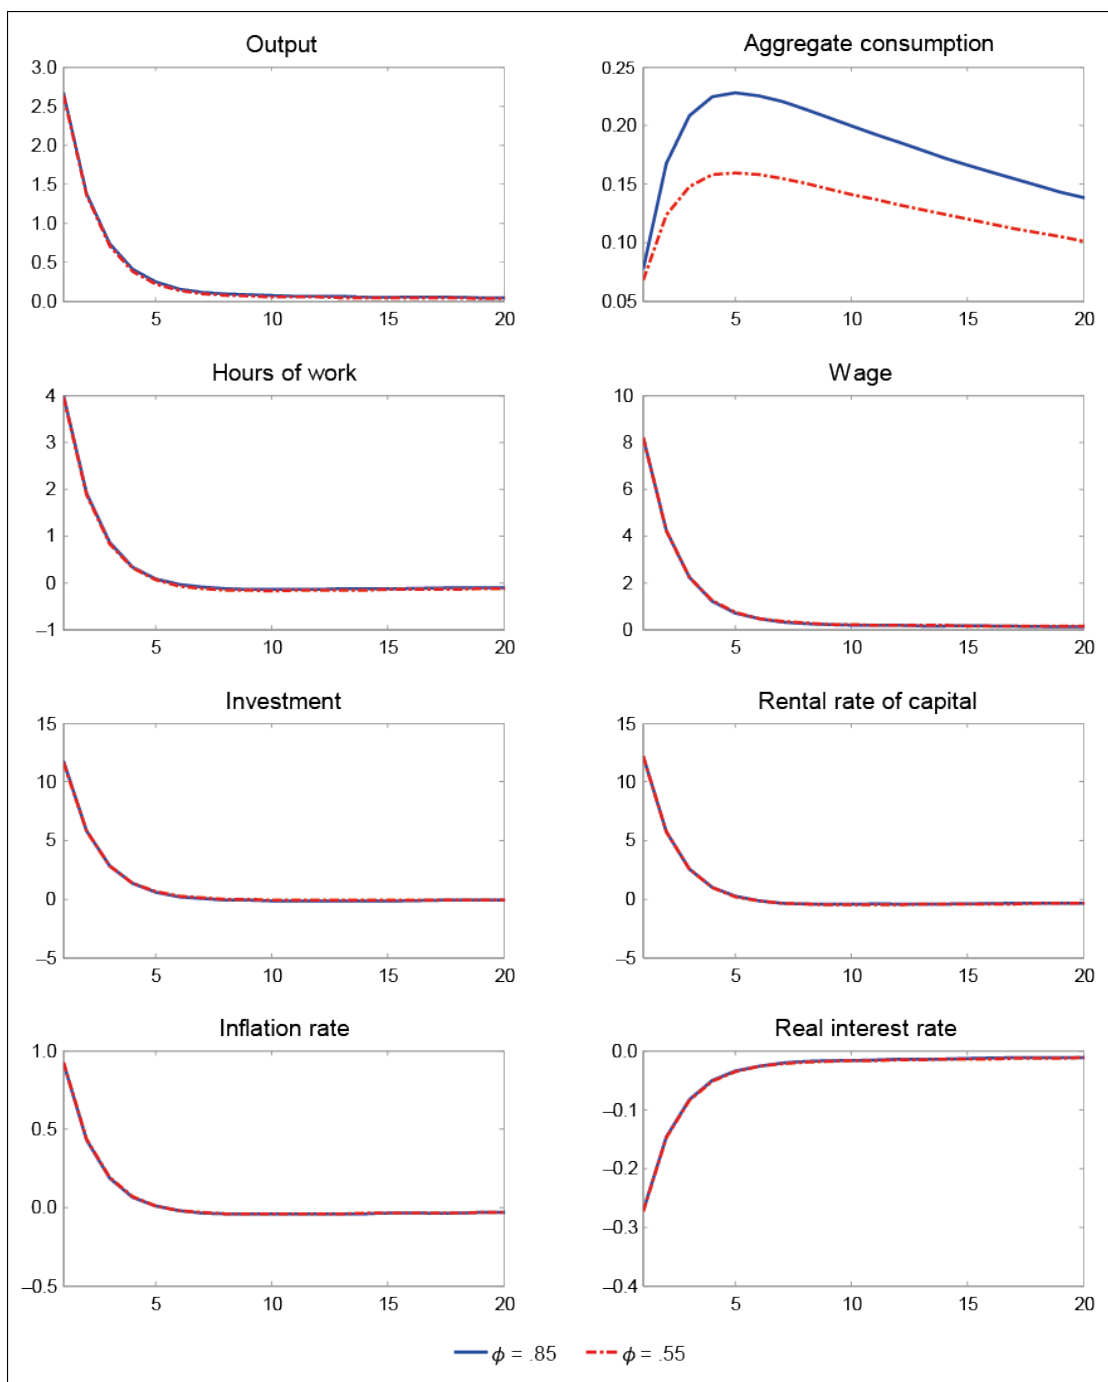 Output
3.0
2.5
2.0
1.5
1.0
0.5
0.0
5 10 15 20
Aggregate consumption
0.25
0.20
0.15
0.10
0.05
5 10 15 20
Hours of work
4
3
2
1
0
–1
5 10 15 20
Wage
10
8
6
4
2
0
5 10 15 20
Investment
15
10
5
0
–5
5 10 15 20
Rental rate of capital
15
10
5
0
–5
5 10 15 20
Inflation rate
1.0
0.5
0.0
–0.5
5 10 15 20
Real interest rate
0.0
–0.1
–0.2
–0.3
–0.4
5 10 15 20
ϕ = .85 ϕ = .55